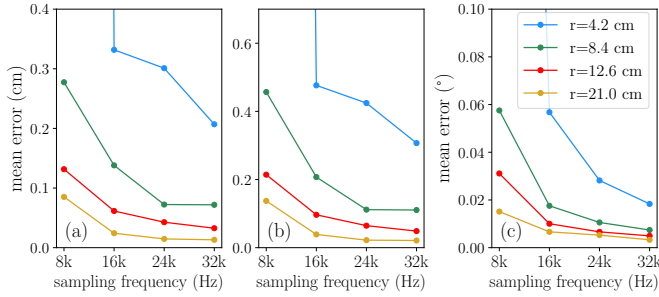 0.4
0.3
0.2
0.1
0.0
mean error (cm)
(a)
8k 16k 24k 32k
sampling frequency (Hz)
0.6
0.4
0.2
0.0
(b)
8k 16k 24k 32k
sampling frequency (Hz)
0.10
0.08
0.06
0.04
0.02
0.00
mean error (°)
r=4.2 cm
r=8.4 cm
r=12.6 cm
r=21.0 cm
(c)
8k 16k 24k 32k
sampling frequency (Hz)